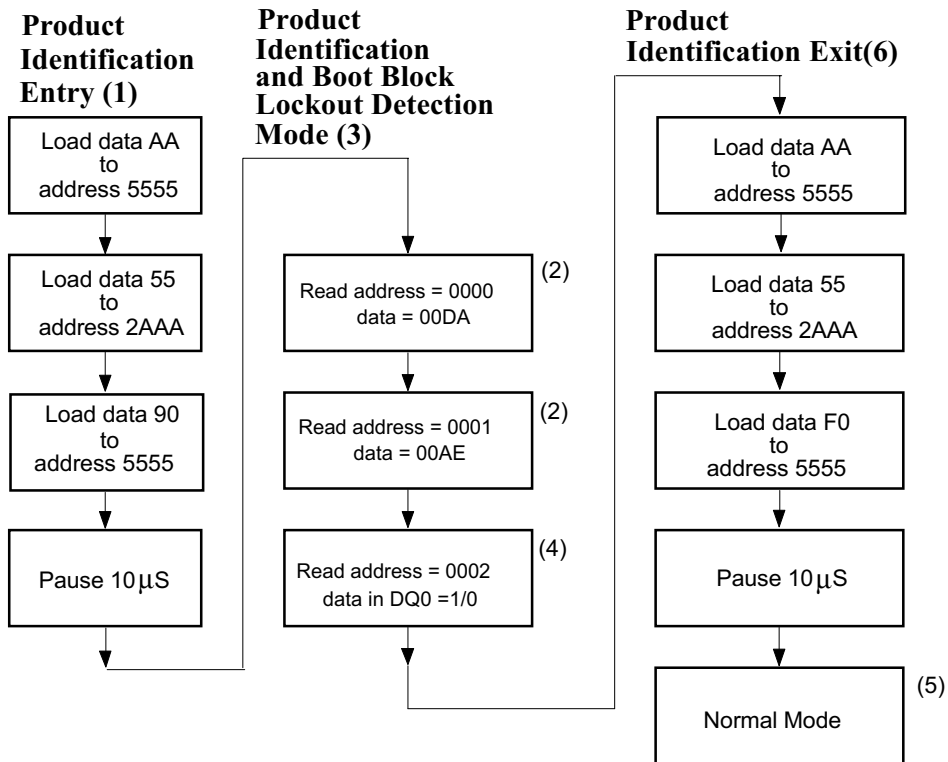 Product
Identification
Entry (1)
Load data AA
to
address 5555
Load data 55
to
address 2AAA
Load data 90
to
address 5555
Pause 10μS
Product
Identification
and Boot Block
Lockout Detection
Mode (3)
(2)
Read address = 0000
data = 00DA
(2)
Read address = 0001
data = 00AE
(4)
Read address = 0002
data in DQ0 =1/0
Product
Identification Exit(6)
Load data AA
to
address 5555
Load data 55
to
address 2AAA
Load data F0
to
address 5555
Pause 10μS
(5)
Normal Mode